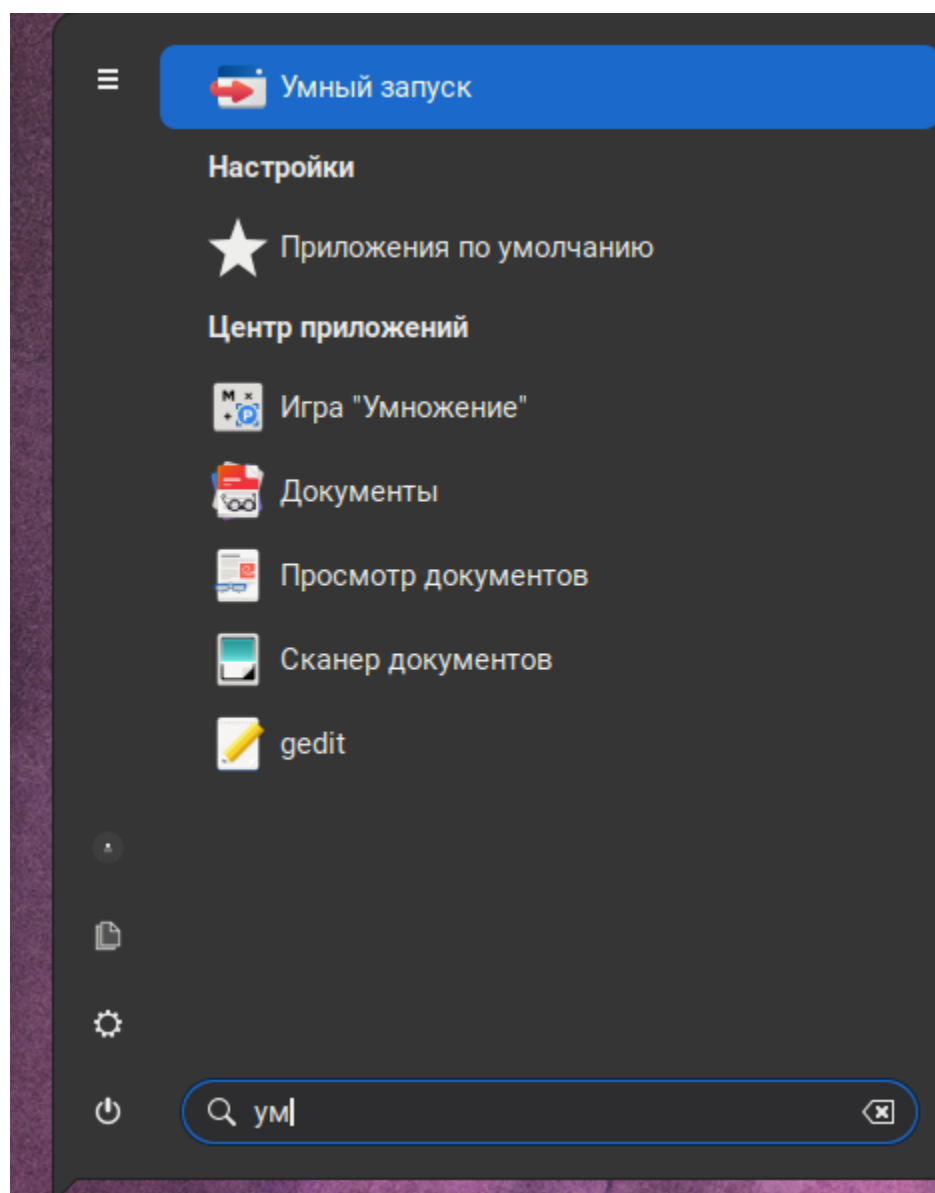 Умный запуск
Настройки
Приложения по умолчанию
Центр приложений
Игра "Умножение"
Документы
Просмотр документов
Сканер документов
gedit
ум